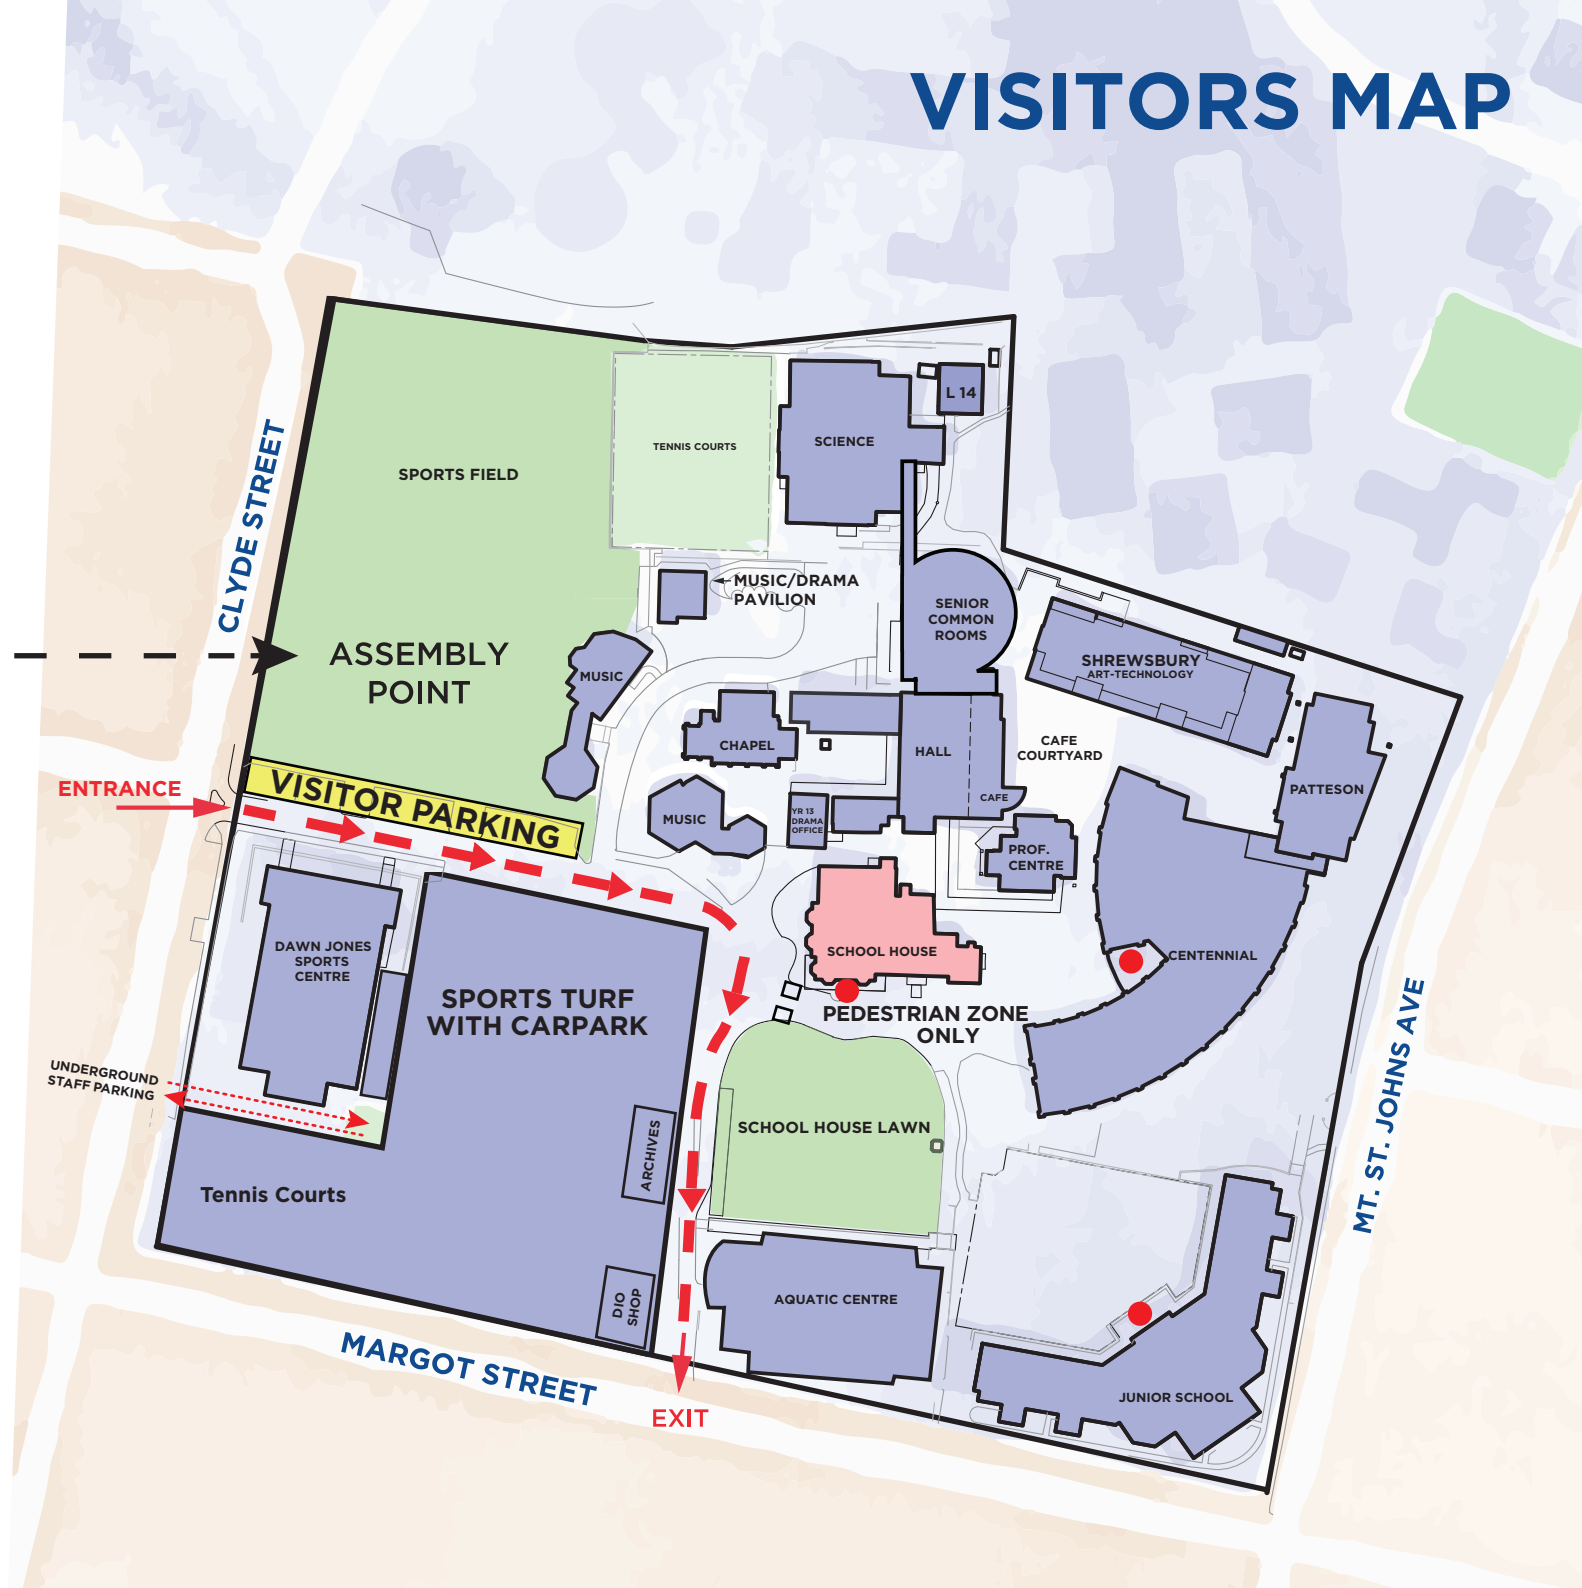 VISITORS MAP
L 14
SCIENCE
TENNIS COURTS
SPORTS FIELD
CLYDE STREET
MUSIC/DRAMA
PAVILION
SENIOR
COMMON
ROOMS
ASSEMBLY
POINT
MUSIC
SHREWSBURY
ART-TECHNOLOGY
CHAPEL
HALL
CAFE
COURTYARD
ENTRANCE
VISITOR PARKING
PATTESON
CAFE
MUSIC
YR 13
DRAMA
OFFICE
PROF.
CENTRE
DAWN JONES
SPORTS
CENTRE
SCHOOL HOUSE
CENTENNIAL
SPORTS TURF
WITH CARPARK
PEDESTRIAN ZONE
ONLY
UNDERGROUND
STAFF PARKING
MT. ST. JOHNS AVE
SCHOOL HOUSE LAWN
ARCHIVES
Tennis Courts
DIO
SHOP
AQUATIC CENTRE
MARGOT STREET
JUNIOR SCHOOL
EXIT